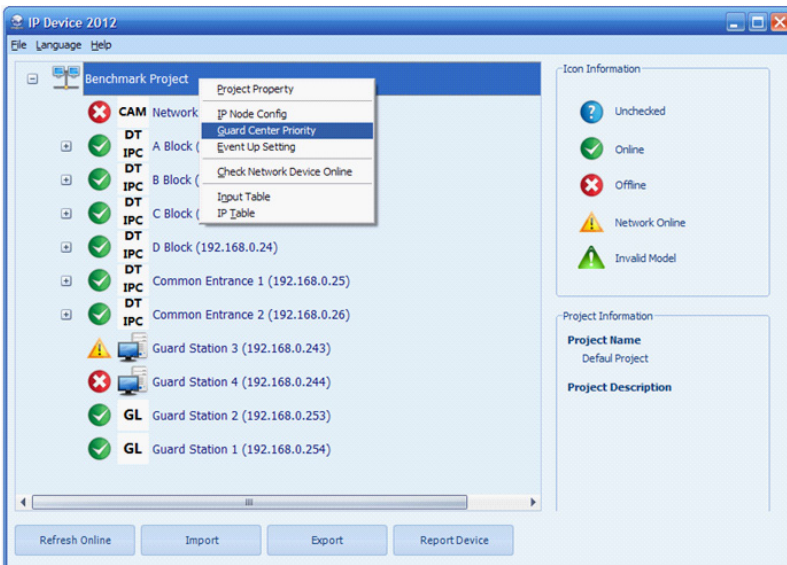 IP Device 2012
File Language Help
Benchmark Project
Project Property
IP Node Config
Guard Center Priority
Event Up Setting
Check Network Device Online
Input Table
IP Table
CAM Network
DT IPC A Block (
DT IPC B Block (
DT IPC C Block (
DT IPC D Block (192.168.0.24)
DT IPC Common Entrance 1 (192.168.0.25)
DT IPC Common Entrance 2 (192.168.0.26)
Guard Station 3 (192.168.0.243)
Guard Station 4 (192.168.0.244)
GL Guard Station 2 (192.168.0.253)
GL Guard Station 1 (192.168.0.254)
Icon Information
Unchecked
Online
Offline
Network Online
Invalid Model
Project Information
Project Name
Defaul Project
Project Description
Refresh Online Import Export Report Device